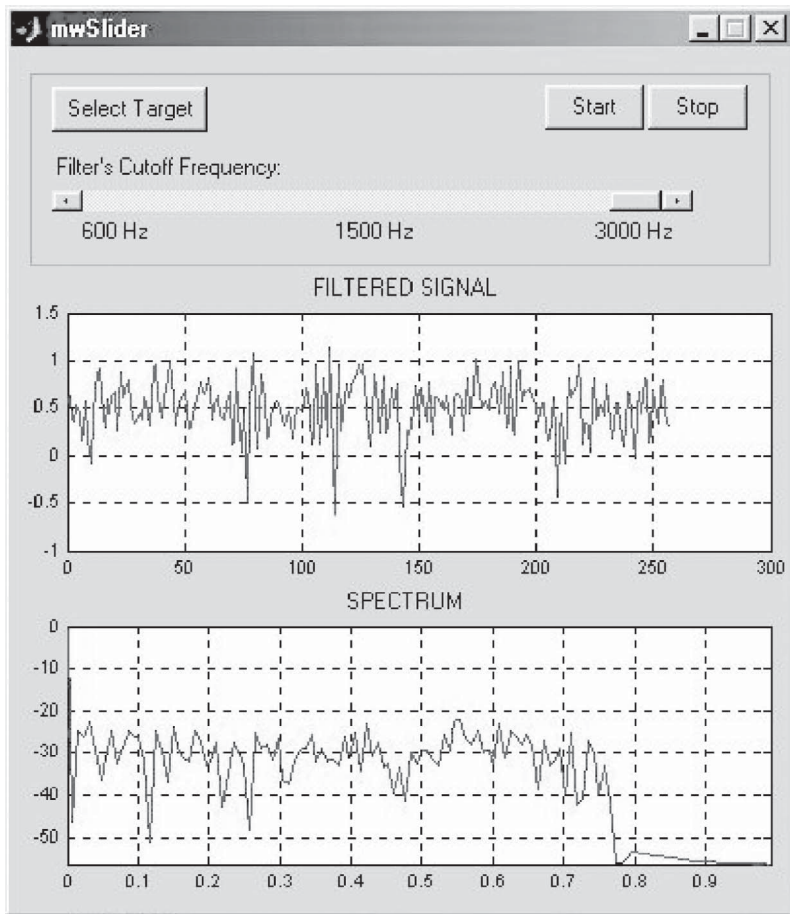 mwSlider
Select Target
Start
Stop
Filter's Cutoff Frequency:
600 Hz
1500 Hz
3000 Hz
FILTERED SIGNAL
1.5
1
0.5
0
-0.5
-1
0
50
100
150
200
250
300
SPECTRUM
0
-10
-20
-30
-40
-50
0
0.1
0.2
0.3
0.4
0.5
0.6
0.7
0.8
0.9